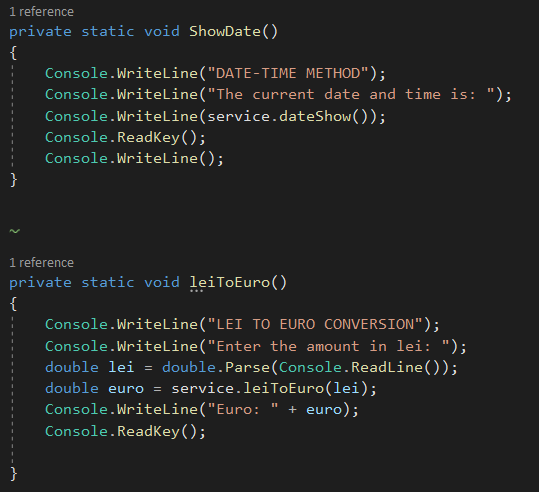 1 reference
private static void ShowDate()
{
Console.WriteLine("DATE-TIME METHOD");
Console.WriteLine("The current date and time is: ");
Console.WriteLine(service.dateShow());
Console.ReadKey();
Console.WriteLine();
}
~
1 reference
private static void leiToEuro()
{
Console.WriteLine("LEI TO EURO CONVERSION");
Console.WriteLine("Enter the amount in lei: ");
double lei = double.Parse(Console.ReadLine());
double euro = service.leiToEuro(lei);
Console.WriteLine("Euro: " + euro);
Console.ReadKey();
}